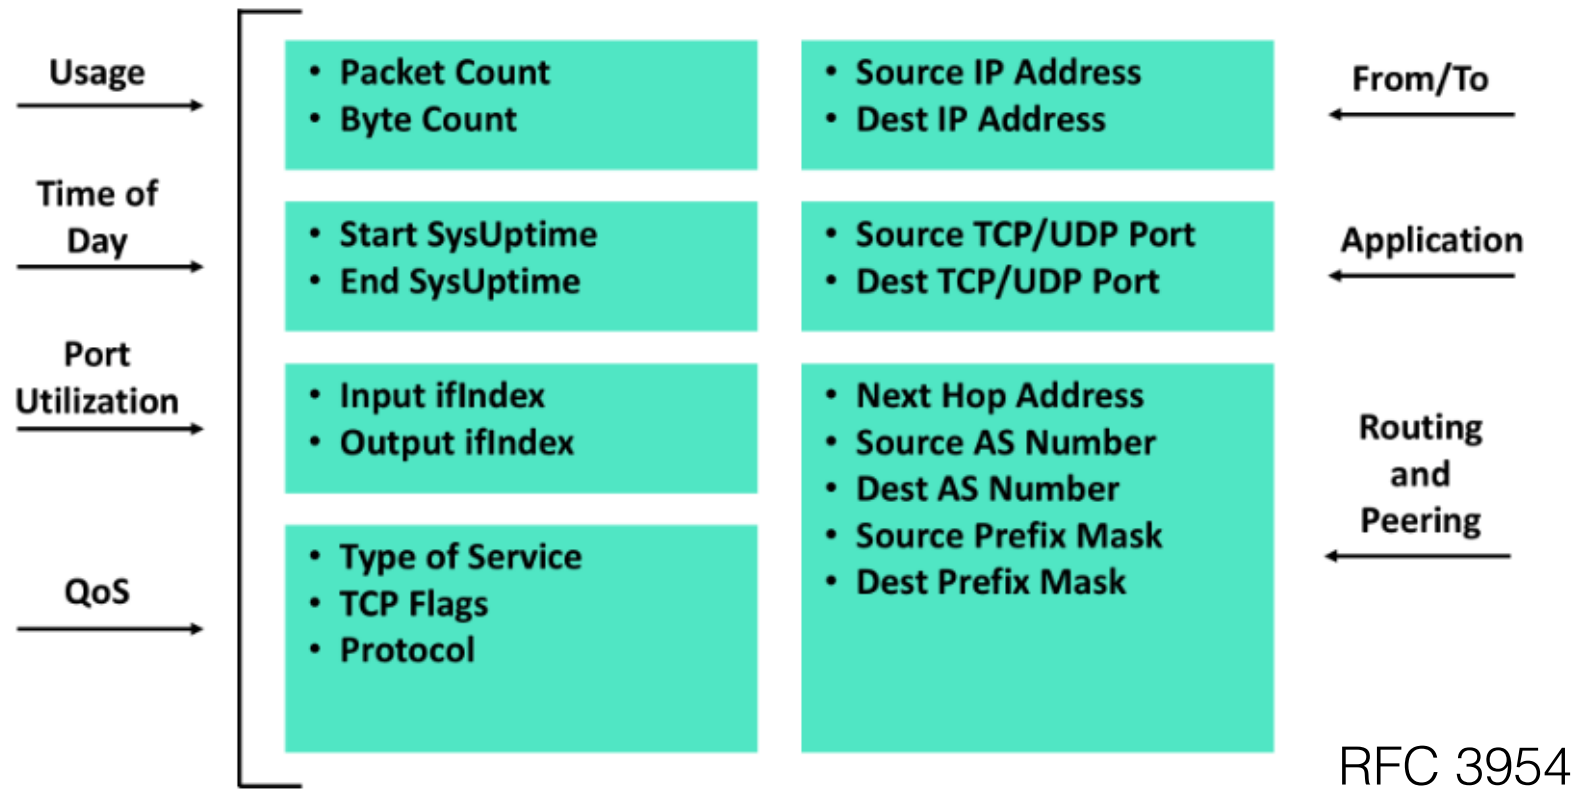 Usage
• Packet Count
• Byte Count
• Source IP Address
• Dest IP Address
From/To
Time of
Day
• Start SysUptime
• End SysUptime
• Source TCP/UDP Port
• Dest TCP/UDP Port
Application
Port
Utilization
• Input ifIndex
• Output ifIndex
• Next Hop Address
• Source AS Number
• Dest AS Number
• Source Prefix Mask
• Dest Prefix Mask
Routing
and
Peering
QoS
• Type of Service
• TCP Flags
• Protocol
RFC 3954